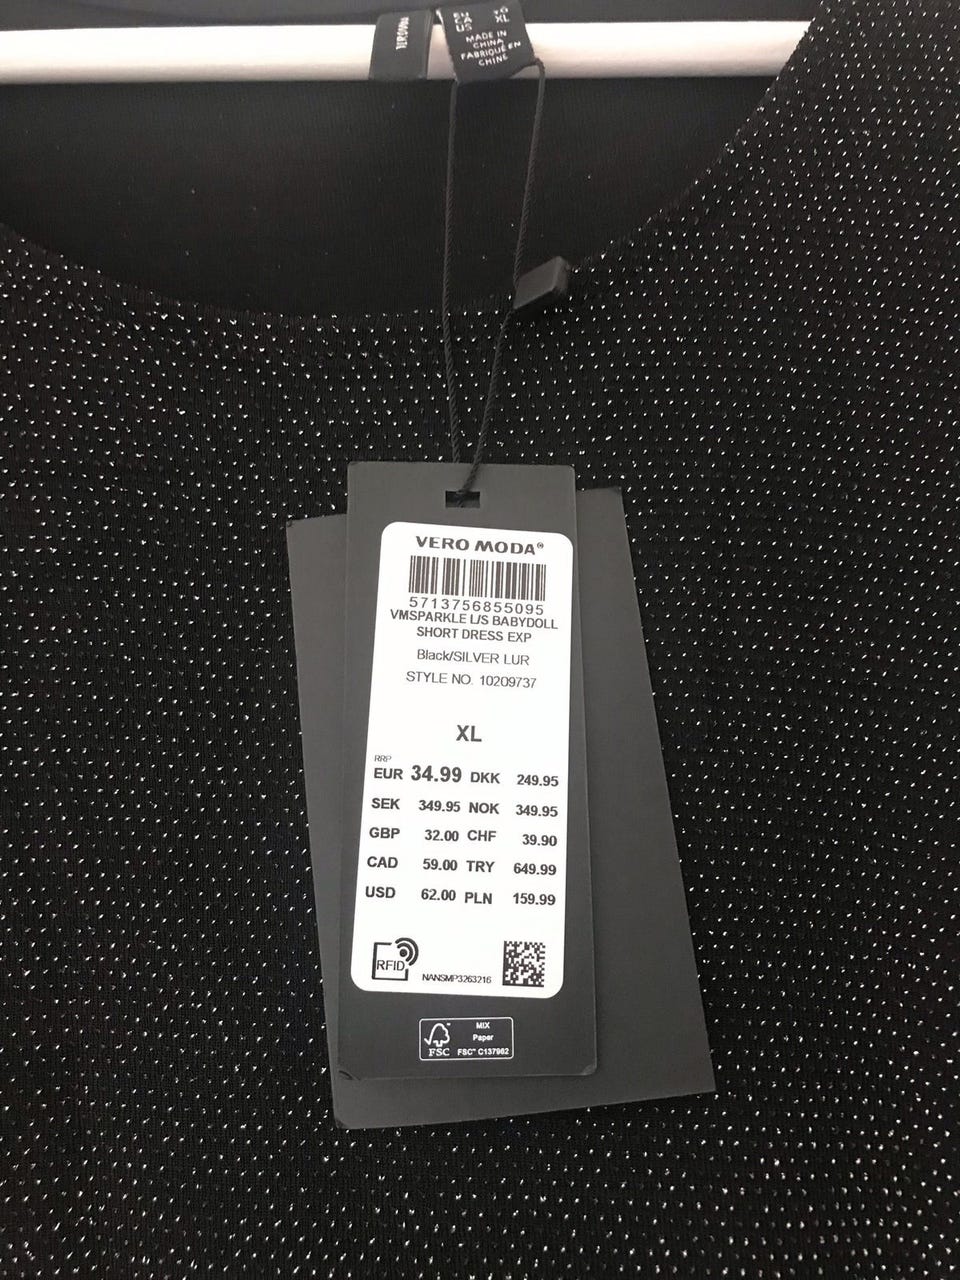 XL
MADE IN
CHINA
FABRIQUÉ EN
CHINE
VERO MODA®
5713756855095
VMSPARKLE L/S BABYDOLL
SHORT DRESS EXP
Black/SILVER LUR
STYLE NO. 10209737
XL
RRP
EUR 34.99 DKK 249.95
SEK 349.95 NOK 349.95
GBP 32.00 CHF 39.90
CAD 59.00 TRY 649.99
USD 62.00 PLN 159.99
RFID
NANSMP3263216
MIX
Paper
FSC FSC™ C137982